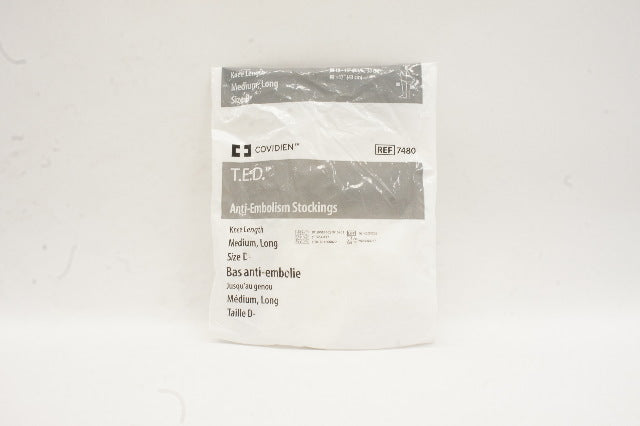 Knee Length
Medium, Long
Size D-
COVIDIEN™
REF 7480
T.E.D.™
Anti-Embolism Stockings
Knee Length
Medium, Long
Size D-
Bas anti-embolie
Jusqu'au genou
Médium, Long
Taille D-